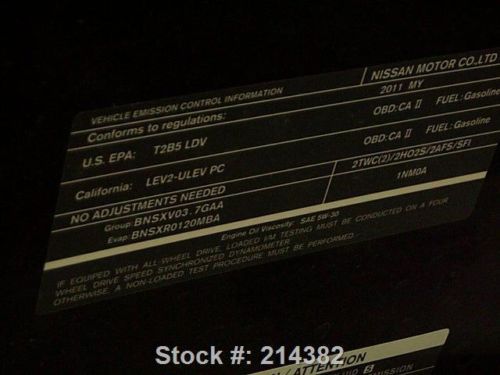 VEHICLE EMISSION CONTROL INFORMATION NISSAN MOTOR CO.,LTD
Conforms to regulations: 2011 MY
U.S. EPA: T2B5 LDV OBD:CA II FUEL:Gasoline
California: LEV2-ULEV PC OBD:CA II FUEL:Gasoline
NO ADJUSTMENTS NEEDED 2TWC(2)/2HO2S/2AFS/SFI
Group: BNSXV03.7GAA 1NM0A
Evap: BNSXR0120MBA Engine Oil Viscosity: SAE 5W-30
IF EQUIPPED WITH ALL-WHEEL DRIVE, LOADED I/M TESTING MUST BE CONDUCTED ON A FOUR
WHEEL DRIVE SPEED SYNCHRONIZED DYNAMOMETER.
OTHERWISE, A NON-LOADED TEST PROCEDURE MUST BE PERFORMED.
Stock #: 214382
/ATTENTION